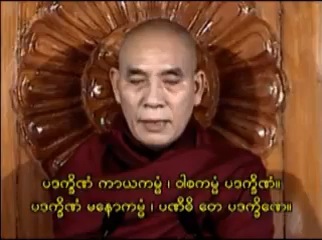 ပဒက္ခိဏံ ကာယကမ္မံ ၊ ဝါစာကမ္မံ ပဒက္ခိဏံ။
ပဒက္ခိဏံ မနောကမ္မံ ၊ ပဏီဓိ တေ ပဒက္ခိဏေ။